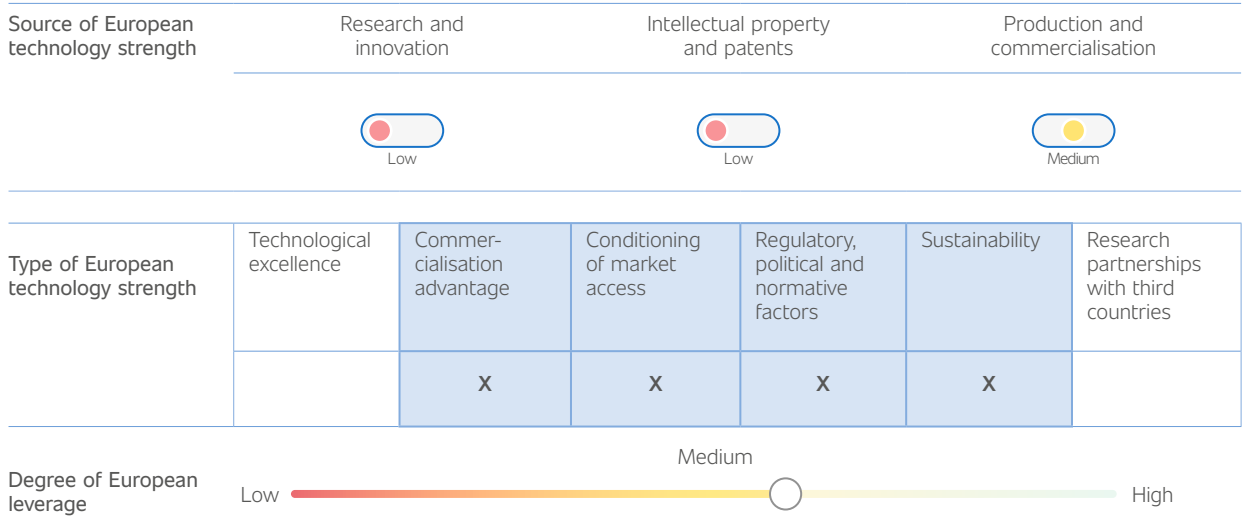 Source of European
technology strength
Research and
innovation
Intellectual property
and patents
Production and
commercialisation
Low
Low
Medium
Type of European
technology strength
Technological
excellence
Commer-
cialisation
advantage
Conditioning
of market
access
Regulatory,
political and
normative
factors
Sustainability
Research
partnerships
with third
countries
X
X
X
X
Degree of European
leverage
Low
Medium
High